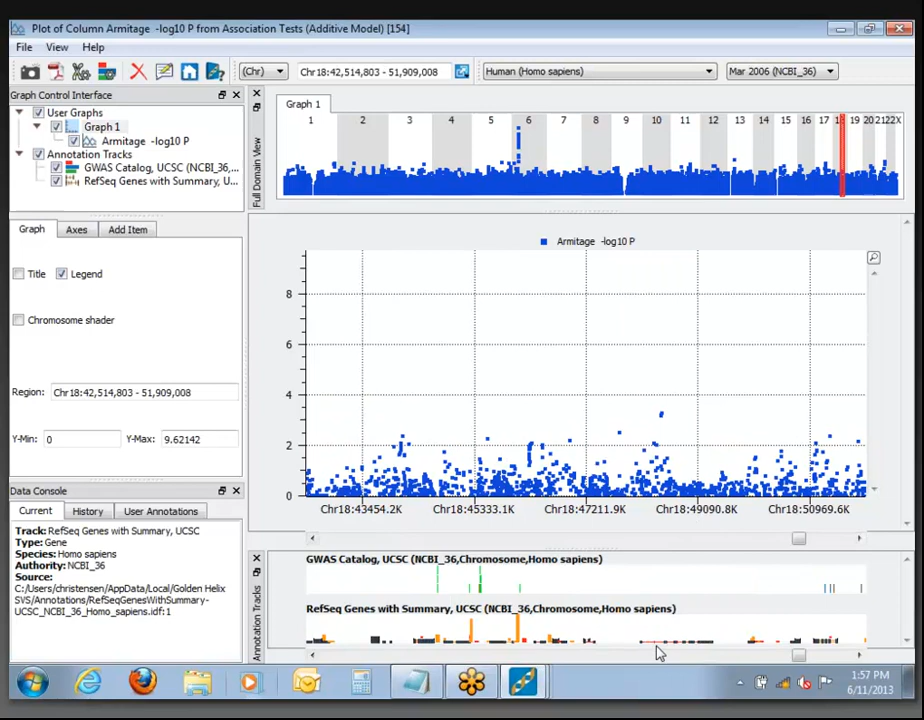 Plot of Column Armitage -log10 P from Association Tests (Additive Model) [154]
File View Help
(Chr) Chr18:42,514,803 - 51,909,008 Human (Homo sapiens) Mar 2006 (NCBI_36)
Graph Control Interface
User Graphs
Graph 1
Armitage -log10 P
Annotation Tracks
GWAS Catalog, UCSC (NCBI_36,...
RefSeq Genes with Summary, U...
Graph Axes Add Item
Title Legend
Chromosome shader
Region: Chr18:42,514,803 - 51,909,008
Y-Min: 0 Y-Max: 9.62142
Data Console
Current History User Annotations
Track: RefSeq Genes with Summary, UCSC
Type: Gene
Species: Homo sapiens
Authority: NCBI_36
Source:
C:/Users/christensen/AppData/Local/Golden Helix
SVS/Annotations/RefSeqGenesWithSummary-
UCSC_NCBI_36_Homo_sapiens.idf:1
Graph 1
Full Domain View
1 2 3 4 5 6 7 8 9 10 11 12 13 14 15 16 17 18 19 20 21 22 X
Armitage -log10 P
8
6
4
2
0
Chr18:43454.2K Chr18:45333.1K Chr18:47211.9K Chr18:49090.8K Chr18:50969.6K
Annotation Tracks
GWAS Catalog, UCSC (NCBI_36,Chromosome,Homo sapiens)
RefSeq Genes with Summary, UCSC (NCBI_36,Chromosome,Homo sapiens)
1:57 PM
6/11/2013